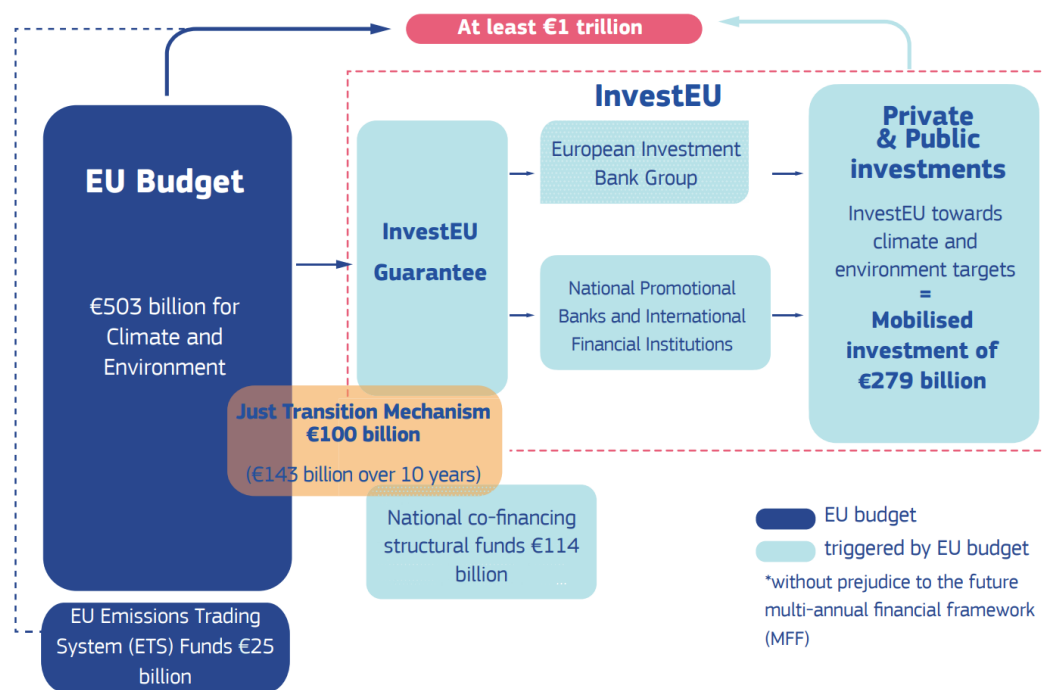 At least €1 trillion
EU Budget
€503 billion for
Climate and
Environment
InvestEU
InvestEU
Guarantee
European Investment
Bank Group
National Promotional
Banks and International
Financial Institutions
Private
& Public
investments
InvestEU towards
climate and
environment targets
=
Mobilised
investment of
€279 billion
Just Transition Mechanism
€100 billion
(€143 billion over 10 years)
National co-financing
structural funds €114
billion
...
EU Emissions Trading
System (ETS) Funds €25
billion
EU budget
triggered by EU budget
*without prejudice to the future
multi-annual financial framework
(MFF)